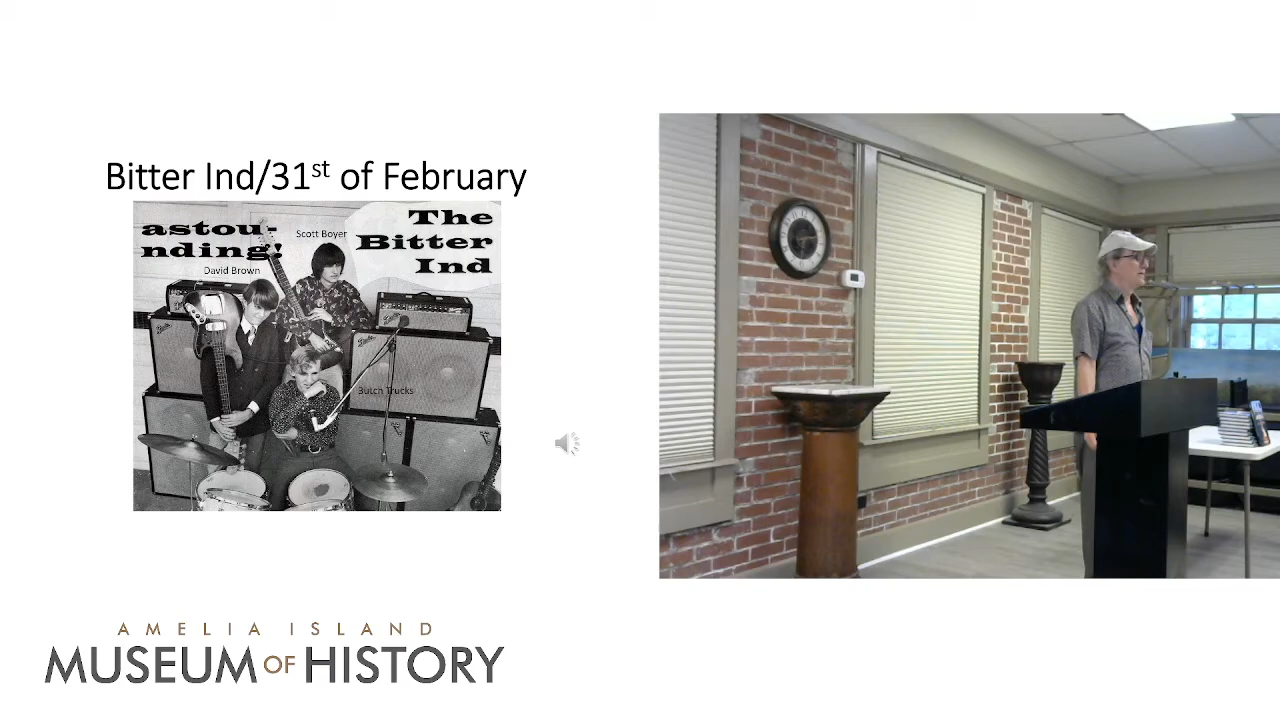 Bitter Ind/31st of February
astou-
nding!
The
Bitter
Ind
Scott Boyer
David Brown
Butch Trucks
AMELIA ISLAND
MUSEUM OF HISTORY